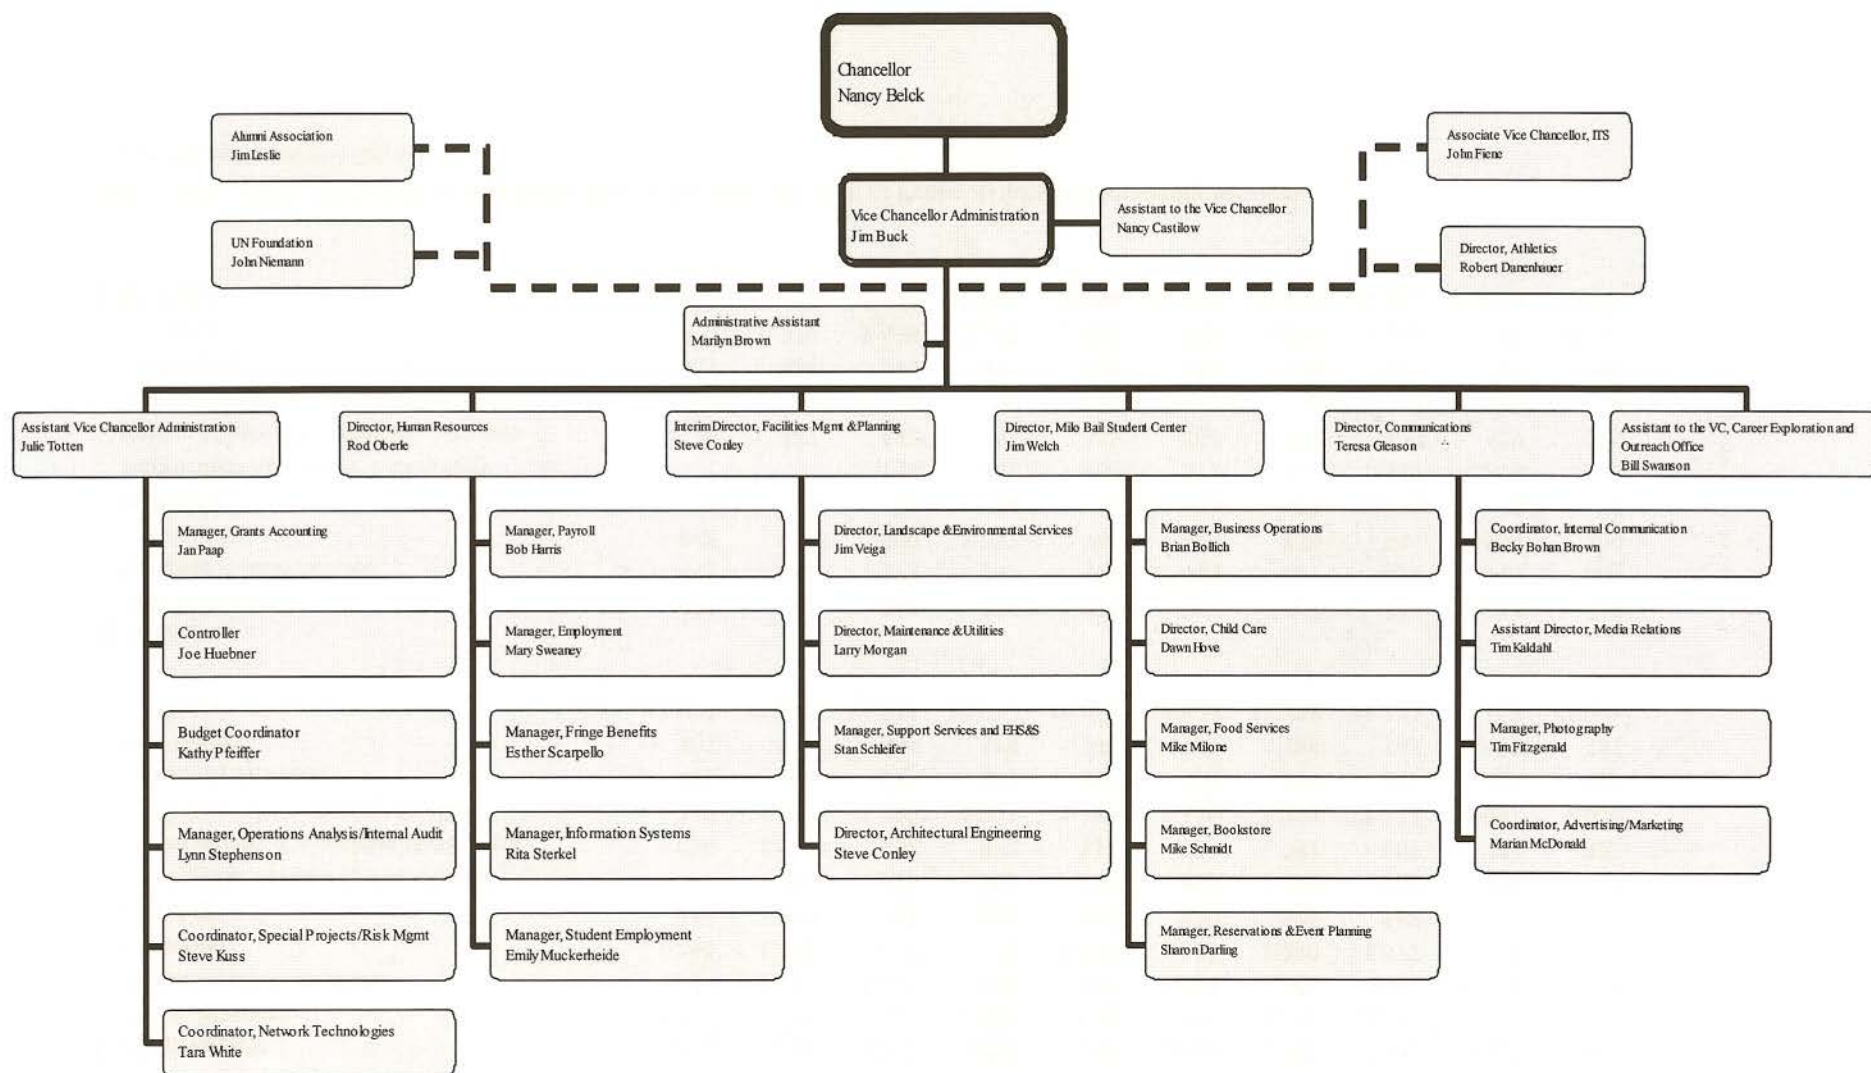 Chancellor
Nancy Belck
Alumni Association
Jim Leslie
Associate Vice Chancellor, ITS
John Fiene
Vice Chancellor Administration
Jim Buck
Assistant to the Vice Chancellor
Nancy Castilow
UN Foundation
John Niemann
Director, Athletics
Robert Danenhauer
Administrative Assistant
Marilyn Brown
Assistant Vice Chancellor Administration
Julie Totten
Director, Human Resources
Rod Oberle
Interim Director, Facilities Mgmt & Planning
Steve Conley
Director, Milo Bail Student Center
Jim Welch
Director, Communications
Teresa Gleason
Assistant to the VC, Career Exploration and
Outreach Office
Bill Swanson
Manager, Grants Accounting
Jan Paap
Controller
Joe Huebner
Budget Coordinator
Kathy Pfeiffer
Manager, Operations Analysis/Internal Audit
Lynn Stephenson
Coordinator, Special Projects/Risk Mgmt
Steve Kuss
Coordinator, Network Technologies
Tara White
Manager, Payroll
Bob Harris
Manager, Employment
Mary Sweaney
Manager, Fringe Benefits
Esther Scarpello
Manager, Information Systems
Rita Sterkel
Manager, Student Employment
Emily Muckerheide
Director, Landscape & Environmental Services
Jim Veiga
Director, Maintenance & Utilities
Larry Morgan
Manager, Support Services and EHS&S
Stan Schleifer
Director, Architectural Engineering
Steve Conley
Manager, Business Operations
Brian Bollich
Director, Child Care
Dawn Hove
Manager, Food Services
Mike Milone
Manager, Bookstore
Mike Schmidt
Manager, Reservations & Event Planning
Sharon Darling
Coordinator, Internal Communication
Becky Bohan Brown
Assistant Director, Media Relations
Tim Kaldahl
Manager, Photography
Tim Fitzgerald
Coordinator, Advertising/Marketing
Marian McDonald